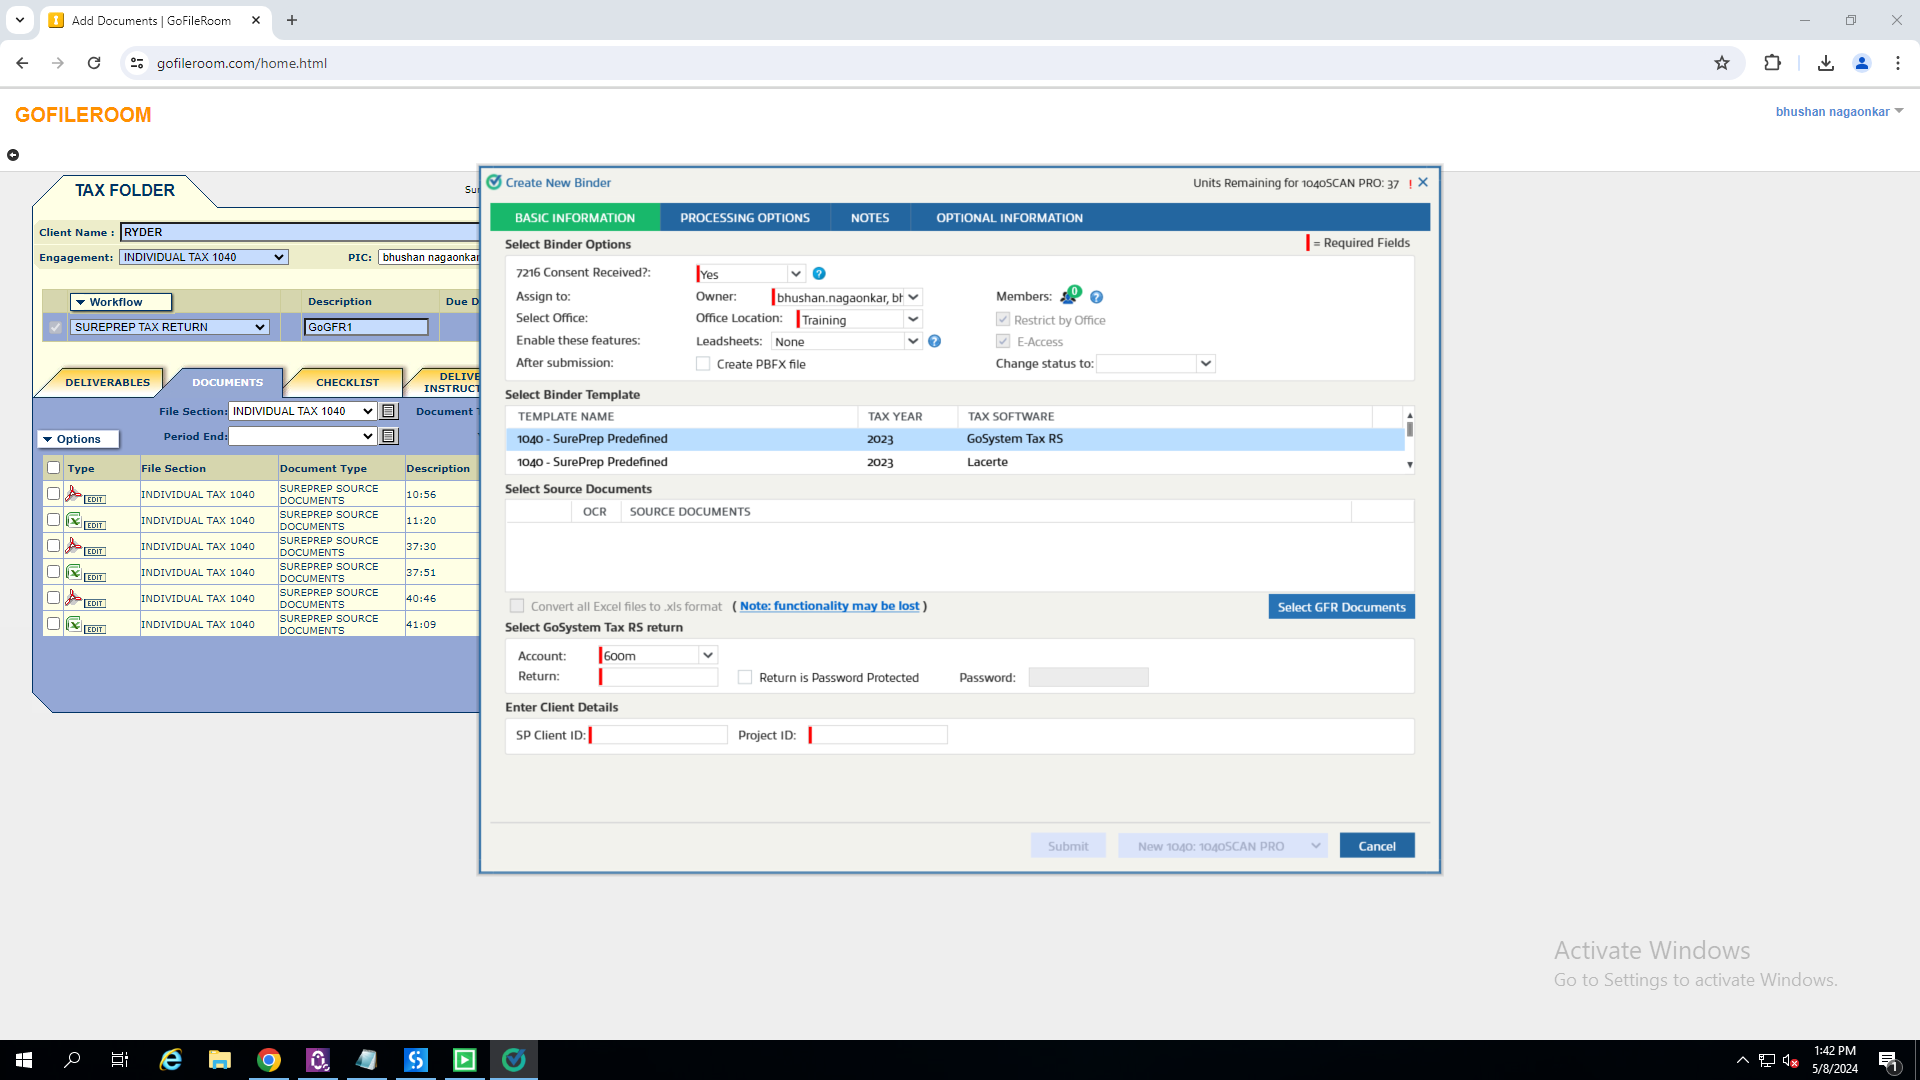 Add Documents | GoFileRoom
gofileroom.com/home.html
GOFILEROOM
bhushan nagaonkar
TAX FOLDER
Client Name : RYDER
Engagement: INDIVIDUAL TAX 1040 PIC: bhushan nagaonkar
Workflow Description Due D
SUREPREP TAX RETURN GoGFR1
DELIVERABLES DOCUMENTS CHECKLIST DELIVE
INSTRUCT
File Section: INDIVIDUAL TAX 1040 Document
Options Period End:
Type File Section Document Type Description
EDIT INDIVIDUAL TAX 1040 SUREPREP SOURCE DOCUMENTS 10:56
EDIT INDIVIDUAL TAX 1040 SUREPREP SOURCE DOCUMENTS 11:20
EDIT INDIVIDUAL TAX 1040 SUREPREP SOURCE DOCUMENTS 37:30
EDIT INDIVIDUAL TAX 1040 SUREPREP SOURCE DOCUMENTS 37:51
EDIT INDIVIDUAL TAX 1040 SUREPREP SOURCE DOCUMENTS 40:46
EDIT INDIVIDUAL TAX 1040 SUREPREP SOURCE DOCUMENTS 41:09
Create New Binder Units Remaining for 1040SCAN PRO: 37 !
BASIC INFORMATION PROCESSING OPTIONS NOTES OPTIONAL INFORMATION
Select Binder Options = Required Fields
7216 Consent Received?: Yes
Assign to: Owner: bhushan.nagaonkar, bh Members: 0
Select Office: Office Location: Training Restrict by Office
Enable these features: Leadsheets: None E-Access
After submission: Create PBFX file Change status to:
Select Binder Template
TEMPLATE NAME TAX YEAR TAX SOFTWARE
1040 - SurePrep Predefined 2023 GoSystem Tax RS
1040 - SurePrep Predefined 2023 Lacerte
Select Source Documents
OCR SOURCE DOCUMENTS
Convert all Excel files to .xls format ( Note: functionality may be lost )
Select GFR Documents
Select GoSystem Tax RS return
Account: 600m
Return: Return is Password Protected Password:
Enter Client Details
SP Client ID: Project ID:
Submit New 1040: 1040SCAN PRO Cancel
Activate Windows
Go to Settings to activate Windows.
1:42 PM
5/8/2024
1